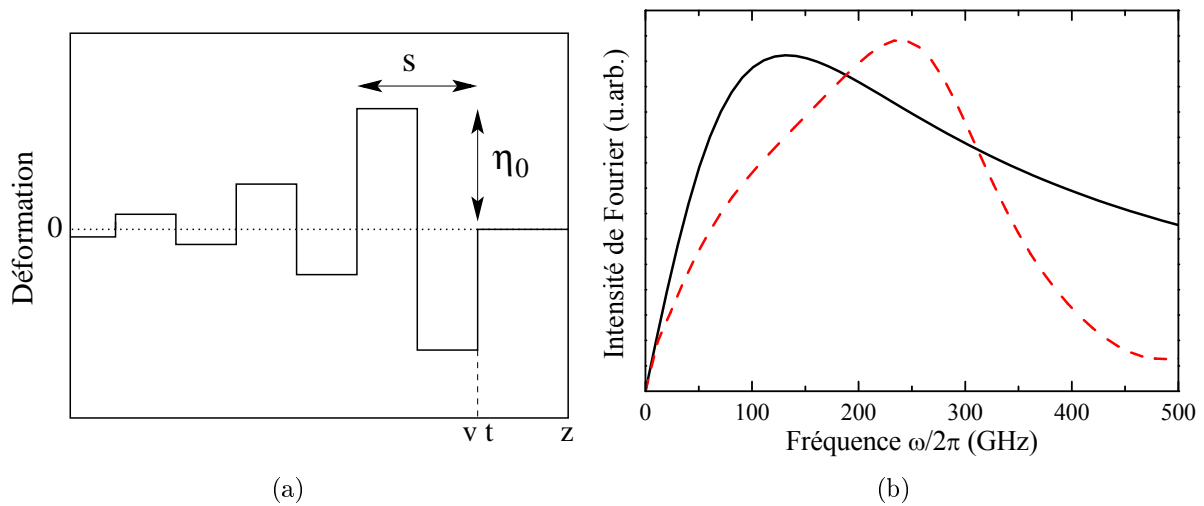 s
η₀
Déformation
0
v t
z
(a)
Intensité de Fourier (u.arb.)
0
100
200
300
400
500
Fréquence ω/2π (GHz)
(b)